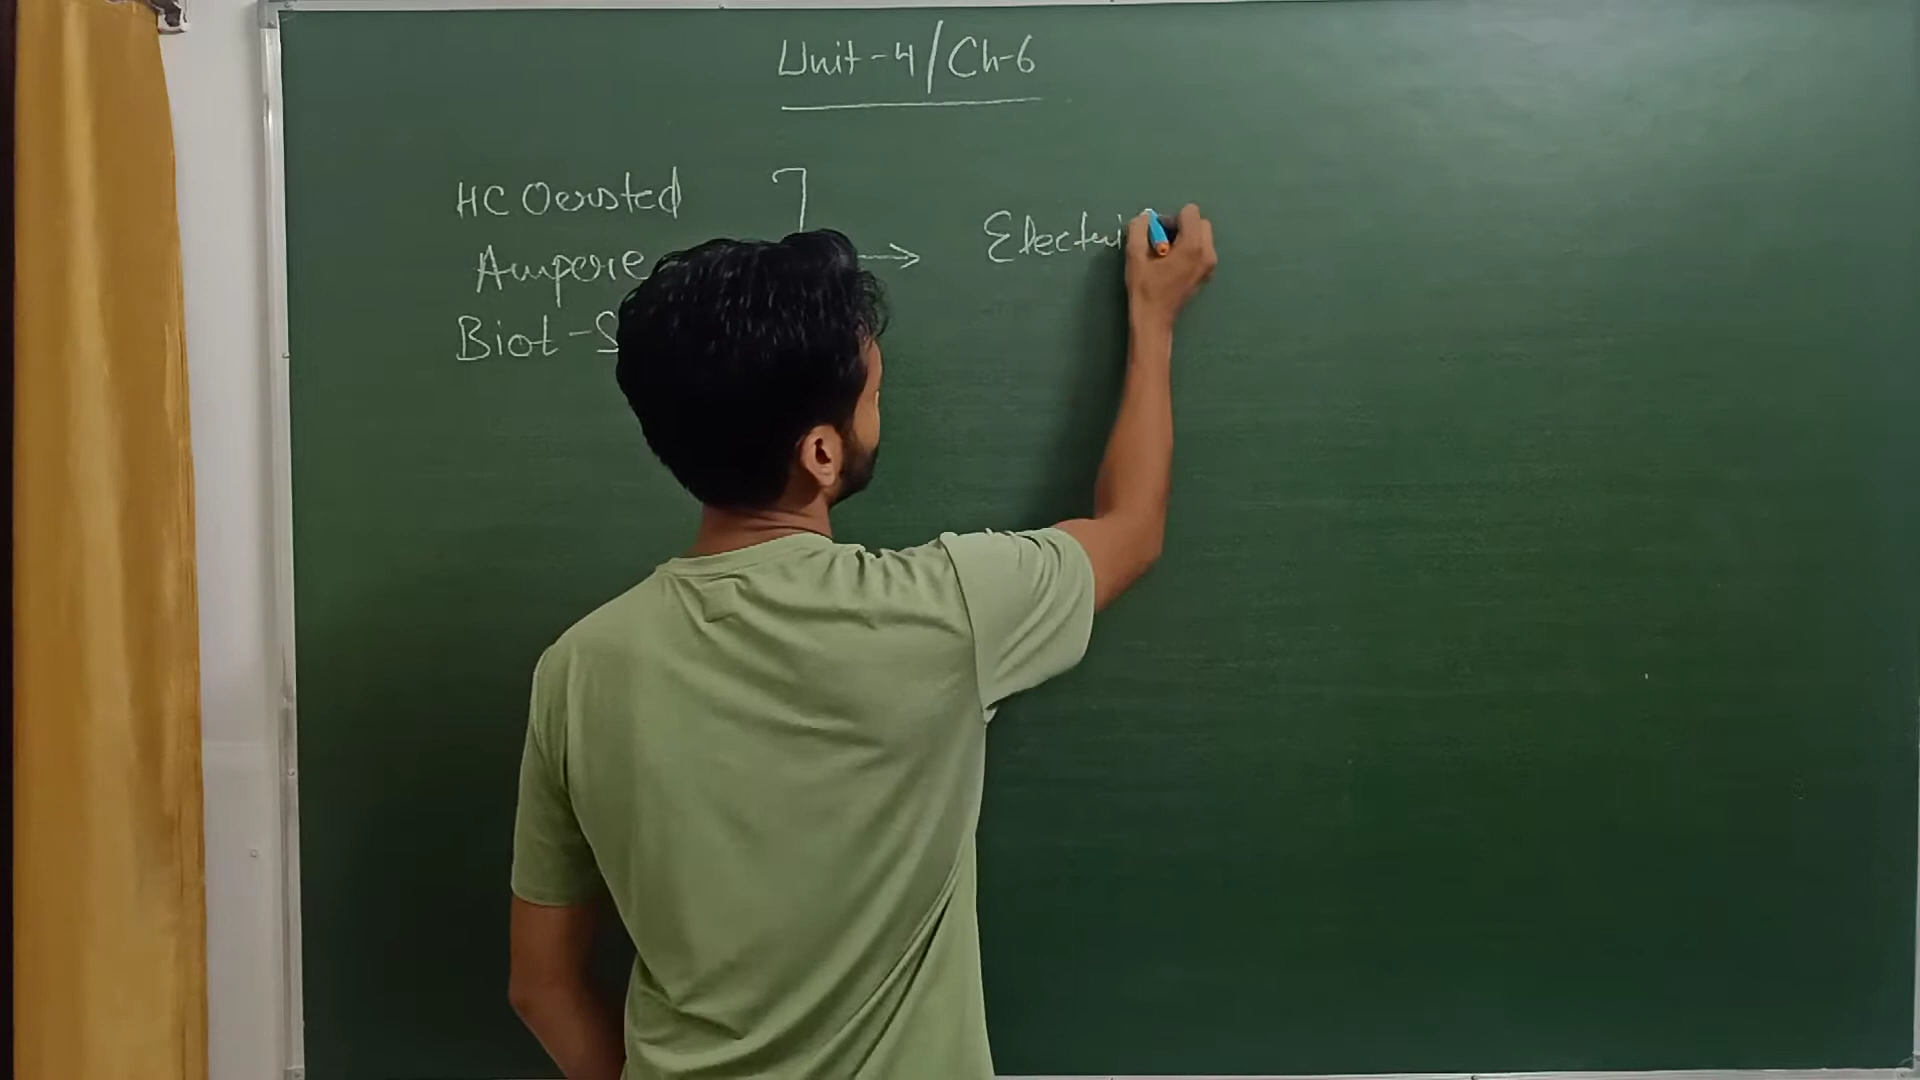 Unit-4/Ch-6
HC Oersted
Ampere →
Biot-S
Electri